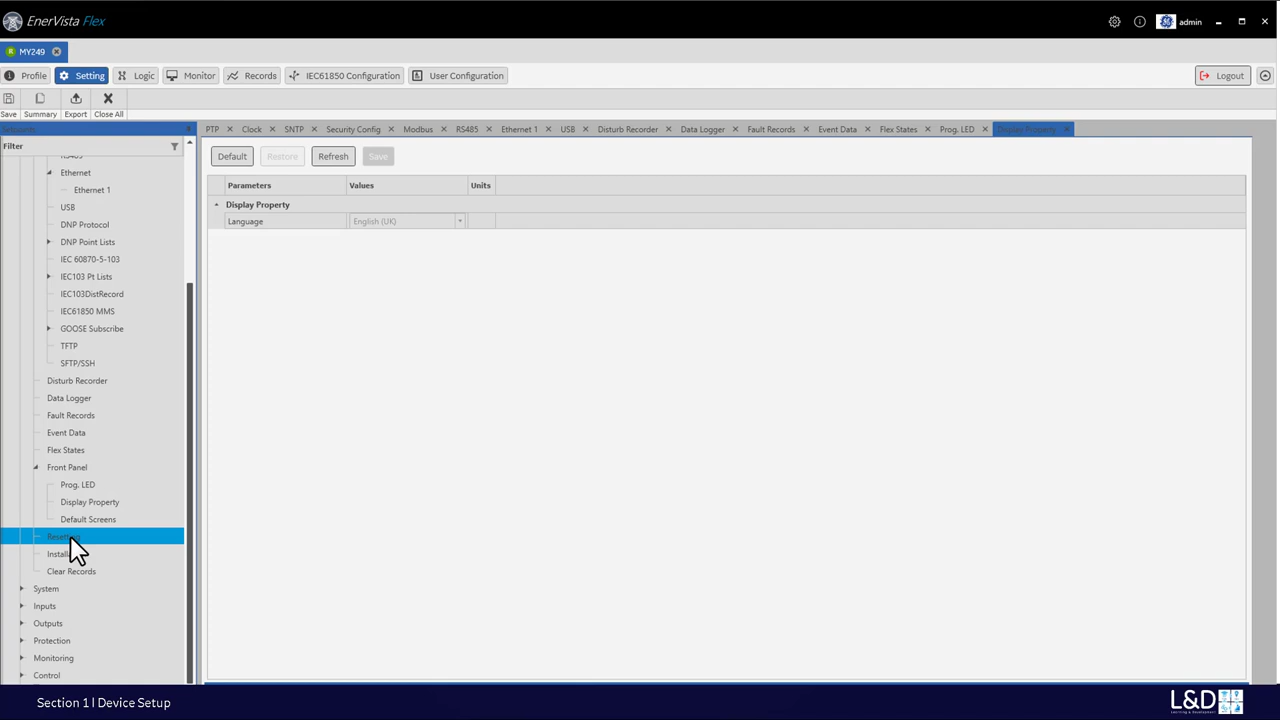 EnerVista Flex
admin
MY249
Profile
Setting
Logic
Monitor
Records
IEC61850 Configuration
User Configuration
Logout
Save
Summary
Export
Close All
Filter
PTP
Clock
SNTP
Security Config
Modbus
RS485
Ethernet 1
USB
Disturb Recorder
Data Logger
Fault Records
Event Data
Flex States
Prog. LED
Display Property
Default
Restore
Refresh
Save
Parameters
Values
Units
Display Property
Language
English (UK)
RS485
Ethernet
Ethernet 1
USB
DNP Protocol
DNP Point Lists
IEC 60870-5-103
IEC103 Pt Lists
IEC103DistRecord
IEC61850 MMS
GOOSE Subscribe
TFTP
SFTP/SSH
Disturb Recorder
Data Logger
Fault Records
Event Data
Flex States
Front Panel
Prog. LED
Display Property
Default Screens
Clear Records
System
Inputs
Outputs
Protection
Monitoring
Control
Section 1 | Device Setup
L&D
Learning & Development